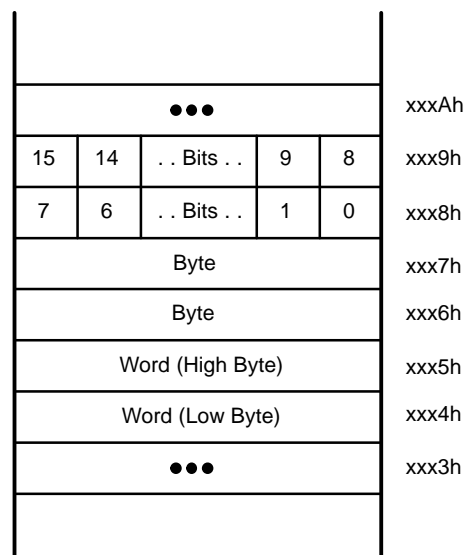 ●●● xxxAh
15 14 . . Bits . . 9 8 xxx9h
7 6 . . Bits . . 1 0 xxx8h
Byte xxx7h
Byte xxx6h
Word (High Byte) xxx5h
Word (Low Byte) xxx4h
●●● xxx3h